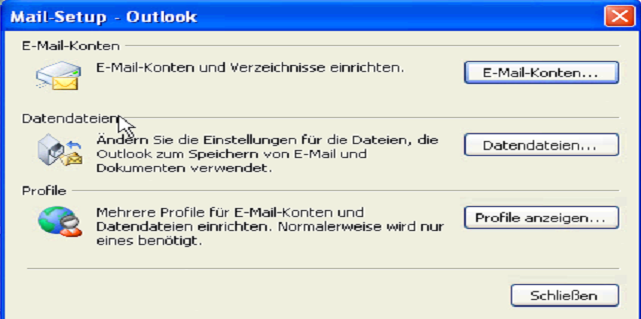 Mail-Setup - Outlook
E-Mail-Konten
E-Mail-Konten und Verzeichnisse einrichten.
E-Mail-Konten...
Datendateien
Ändern Sie die Einstellungen für die Dateien, die
Outlook zum Speichern von E-Mail und
Dokumenten verwendet.
Datendateien...
Profile
Mehrere Profile für E-Mail-Konten und
Datendateien einrichten. Normalerweise wird nur
eines benötigt.
Profile anzeigen...
Schließen